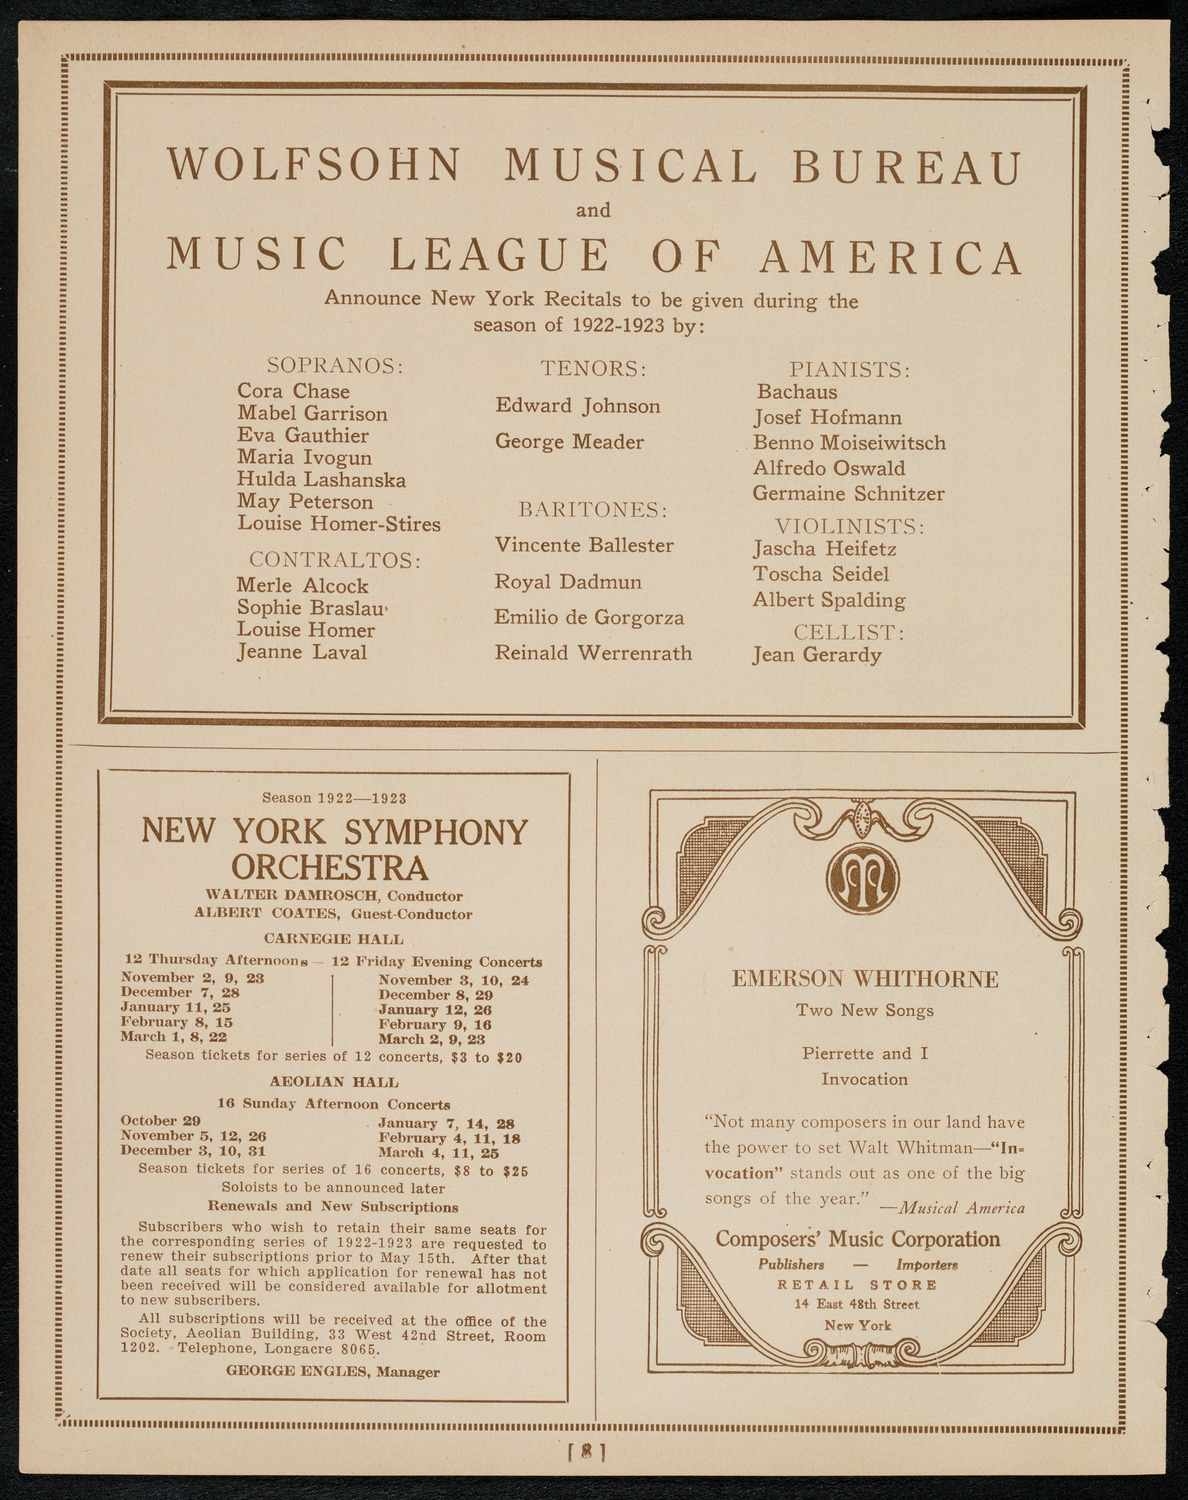 WOLFSOHN MUSICAL BUREAU
and
MUSIC LEAGUE OF AMERICA
Announce New York Recitals to be given during the
season of 1922-1923 by:
SOPRANOS:
Cora Chase
Mabel Garrison
Eva Gauthier
Maria Ivogun
Hulda Lashanska
May Peterson
Louise Homer-Stires
CONTRALTOS:
Merle Alcock
Sophie Braslau
Louise Homer
Jeanne Laval
TENORS:
Edward Johnson
George Meader
BARITONES:
Vincente Ballester
Royal Dadmun
Emilio de Gorgorza
Reinald Werrenrath
PIANISTS:
Bachaus
Josef Hofmann
Benno Moiseiwitsch
Alfredo Oswald
Germaine Schnitzer
VIOLINISTS:
Jascha Heifetz
Toscha Seidel
Albert Spalding
CELLIST:
Jean Gerardy
Season 1922—1923
NEW YORK SYMPHONY
ORCHESTRA
WALTER DAMROSCH, Conductor
ALBERT COATES, Guest-Conductor
CARNEGIE HALL
12 Thursday Afternoons — 12 Friday Evening Concerts
November 2, 9, 23
December 7, 28
January 11, 25
February 8, 15
March 1, 8, 22
November 3, 10, 24
December 8, 29
January 12, 26
February 9, 16
March 2, 9, 23
Season tickets for series of 12 concerts, $3 to $20
AEOLIAN HALL
16 Sunday Afternoon Concerts
October 29
November 5, 12, 26
December 3, 10, 31
January 7, 14, 28
February 4, 11, 18
March 4, 11, 25
Season tickets for series of 16 concerts, $8 to $25
Soloists to be announced later
Renewals and New Subscriptions
Subscribers who wish to retain their same seats for
the corresponding series of 1922-1923 are requested to
renew their subscriptions prior to May 15th. After that
date all seats for which application for renewal has not
been received will be considered available for allotment
to new subscribers.
All subscriptions will be received at the office of the
Society, Aeolian Building, 33 West 42nd Street, Room
1202. Telephone, Longacre 8065.
GEORGE ENGLES, Manager
M
EMERSON WHITHORNE
Two New Songs
Pierrette and I
Invocation
"Not many composers in our land have
the power to set Walt Whitman—"In-
vocation" stands out as one of the big
songs of the year."
—Musical America
Composers' Music Corporation
Publishers — Importers
RETAIL STORE
14 East 48th Street
New York
[ 8 ]